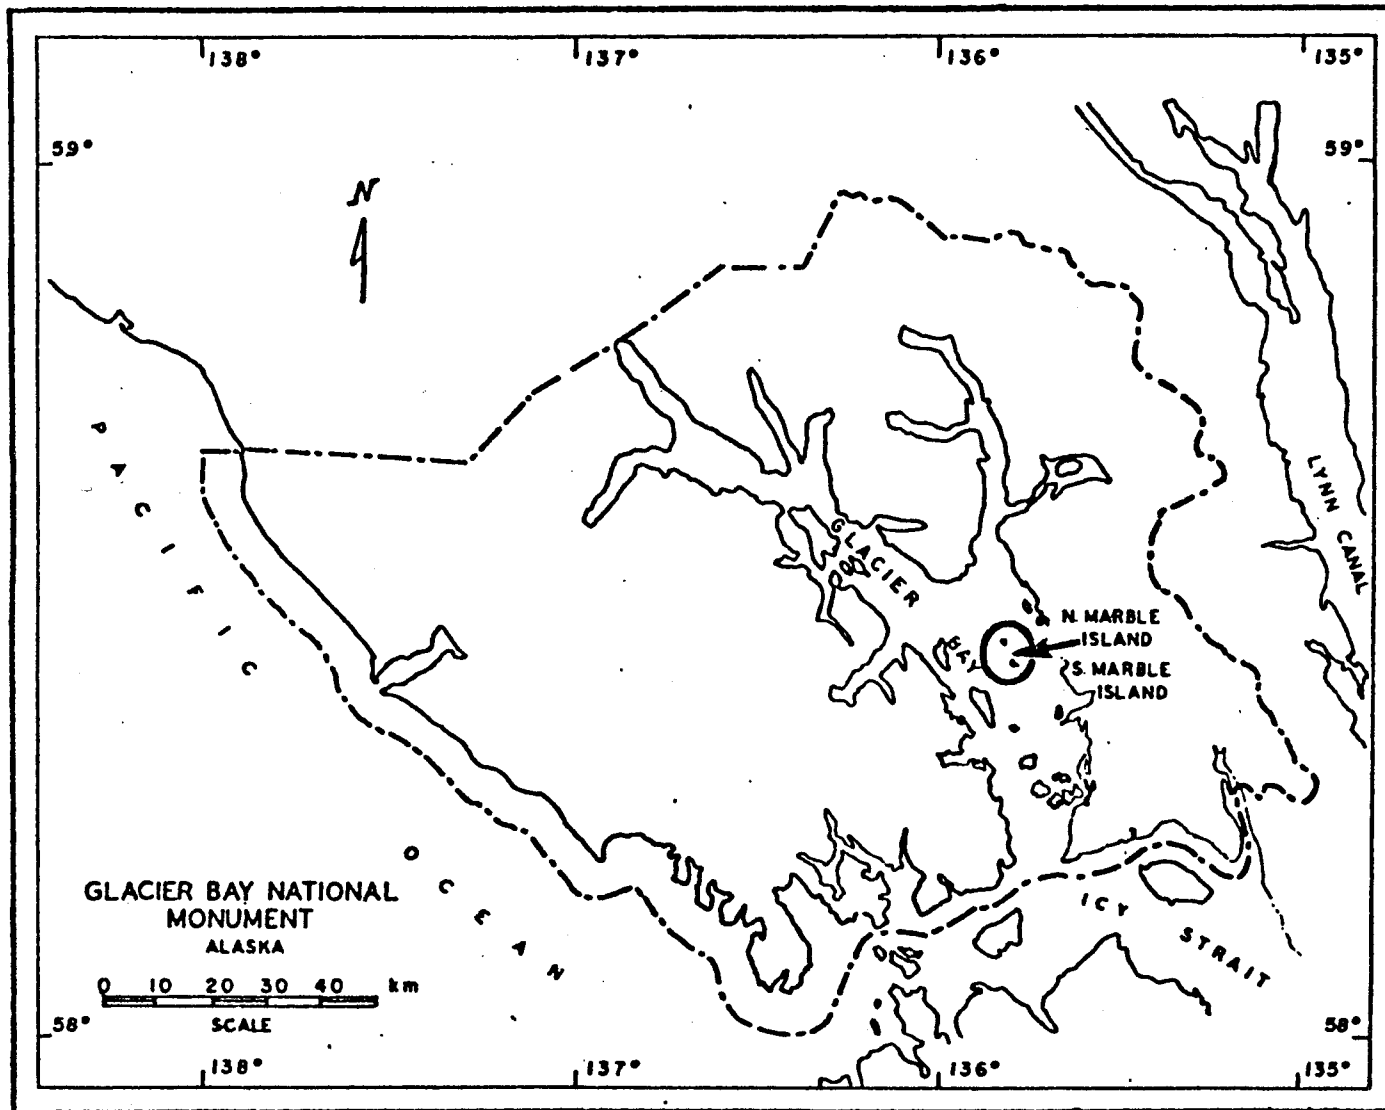 138°
137°
136°
135°
59°
59°
N
PACIFIC
OCEAN
GLACIER
BAY
N. MARBLE
ISLAND
S. MARBLE
ISLAND
LYNN CANAL
ICY
STRAIT
GLACIER BAY NATIONAL
MONUMENT
ALASKA
0 10 20 30 40 km
SCALE
58°
58°
138°
137°
136°
135°